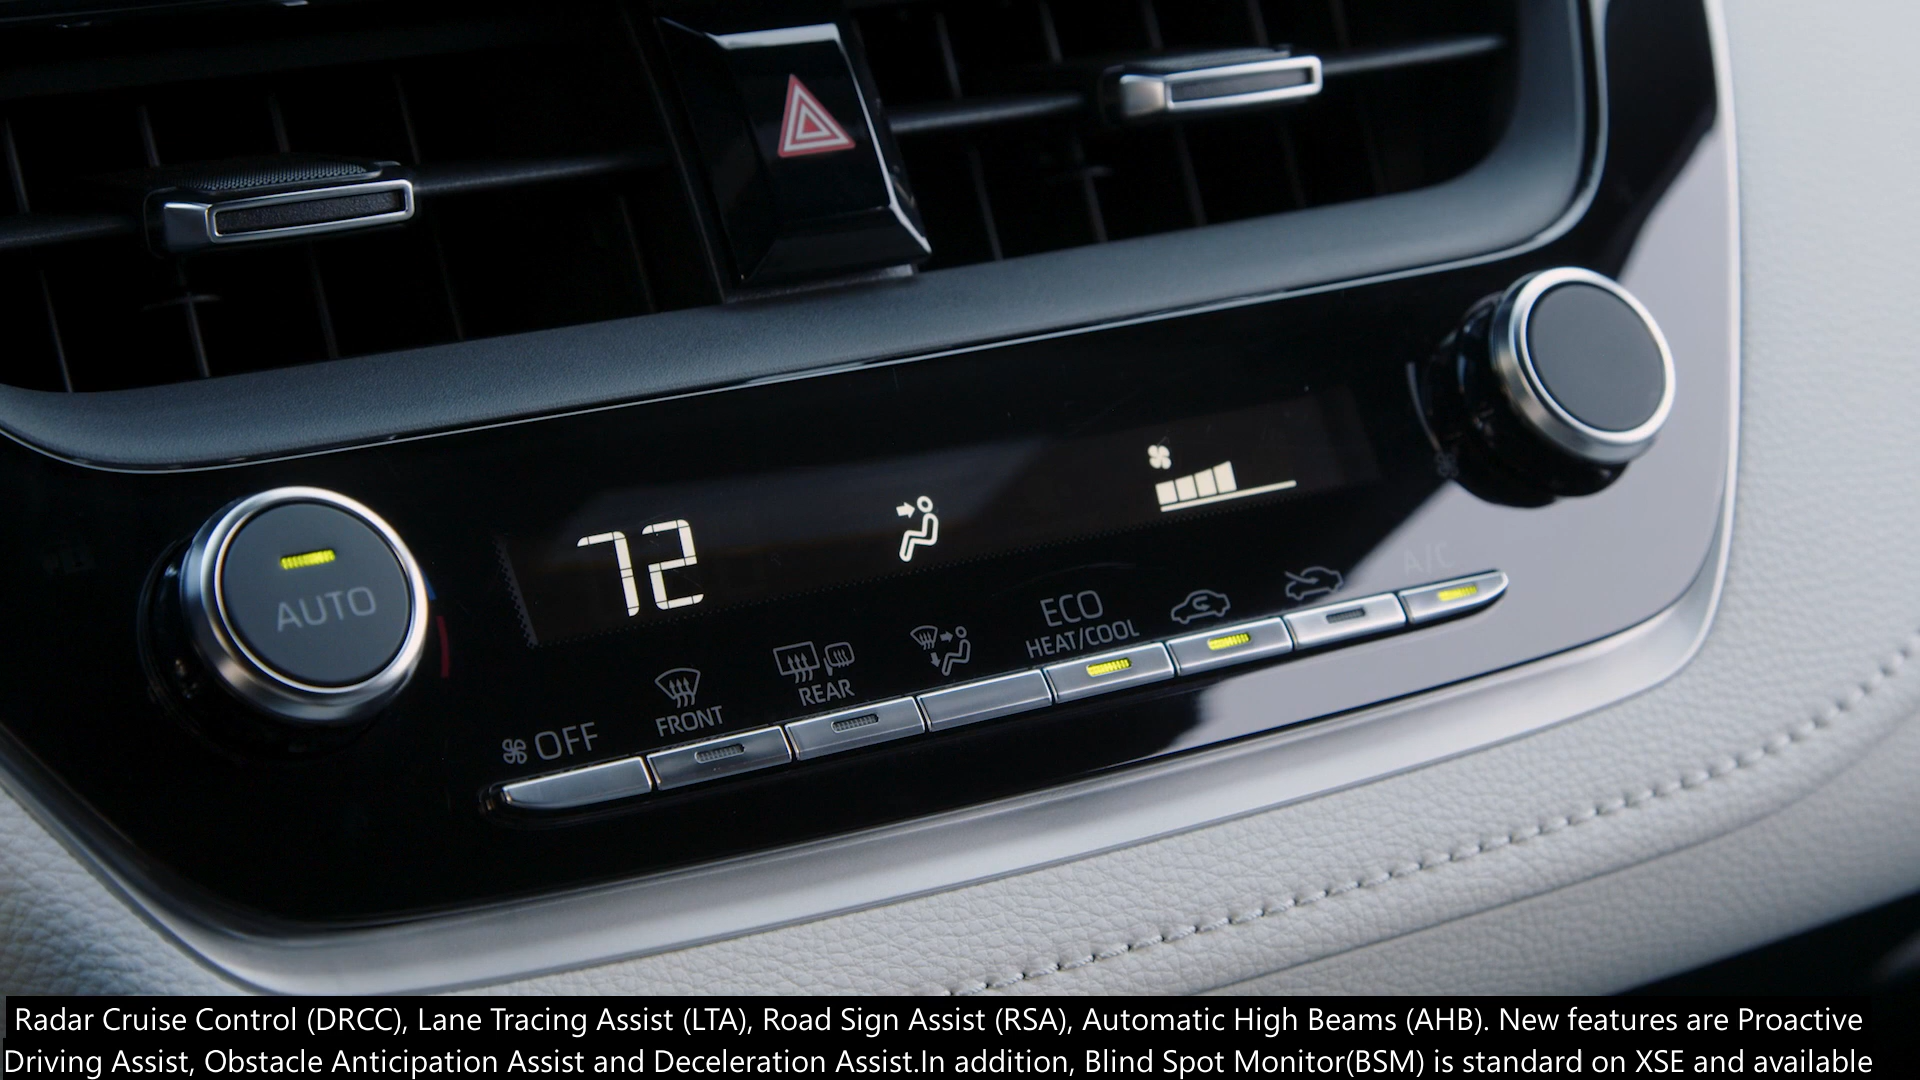 72
AUTO
A/C
ECO
HEAT/COOL
REAR
FRONT
OFF
Radar Cruise Control (DRCC), Lane Tracing Assist (LTA), Road Sign Assist (RSA), Automatic High Beams (AHB). New features are Proactive
Driving Assist, Obstacle Anticipation Assist and Deceleration Assist.In addition, Blind Spot Monitor(BSM) is standard on XSE and available